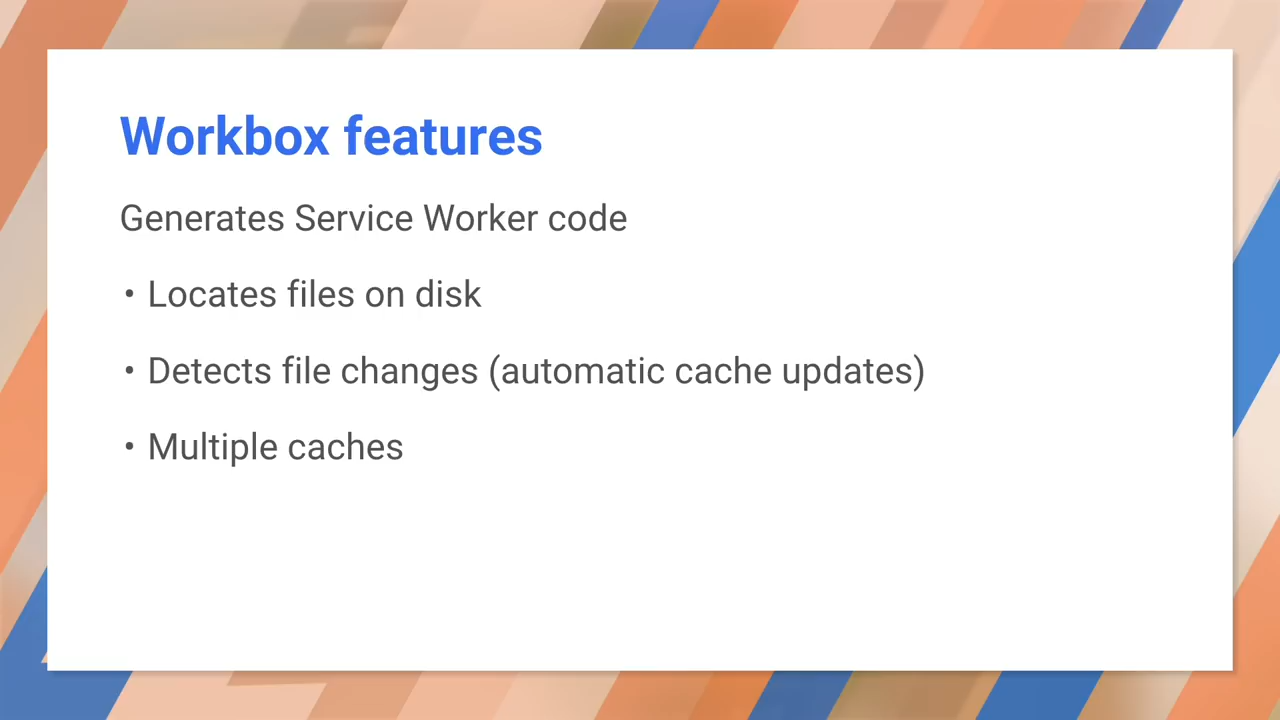 Workbox features
Generates Service Worker code
• Locates files on disk
• Detects file changes (automatic cache updates)
• Multiple caches